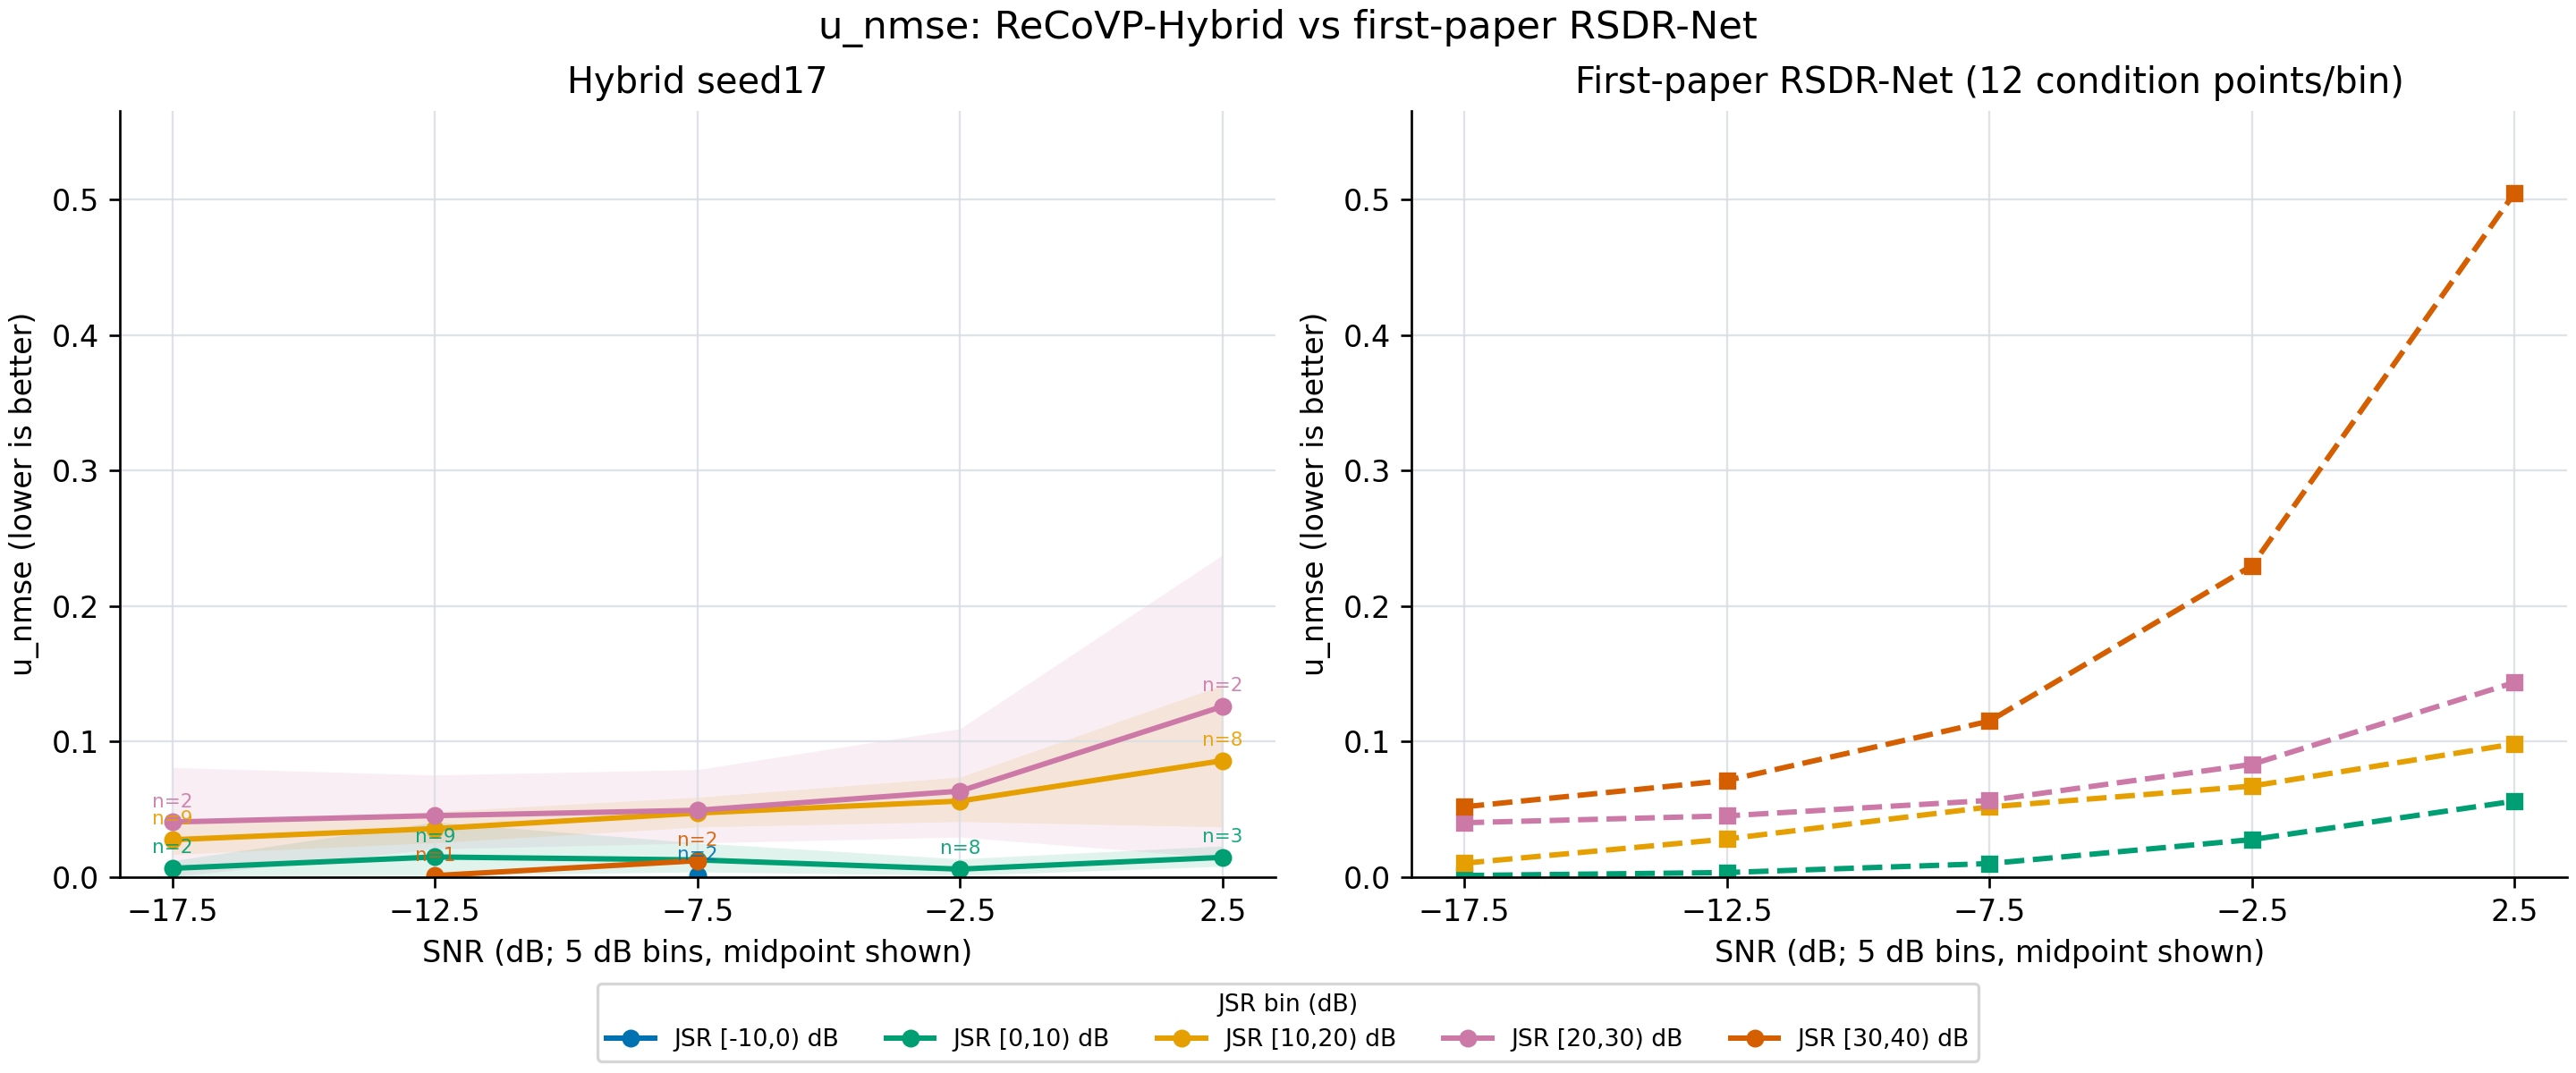 u_nmse: ReCoVP-Hybrid vs first-paper RSDR-Net
Hybrid seed17
u_nmse (lower is better)
0.5
0.4
0.3
0.2
0.1
0.0
n=2
n=9
n=2
n=9
n=1
n=2
n=2
n=8
n=2
n=8
n=3
−17.5
−12.5
−7.5
−2.5
2.5
SNR (dB; 5 dB bins, midpoint shown)
First-paper RSDR-Net (12 condition points/bin)
u_nmse (lower is better)
0.5
0.4
0.3
0.2
0.1
0.0
−17.5
−12.5
−7.5
−2.5
2.5
SNR (dB; 5 dB bins, midpoint shown)
JSR bin (dB)
JSR [-10,0) dB
JSR [0,10) dB
JSR [10,20) dB
JSR [20,30) dB
JSR [30,40) dB